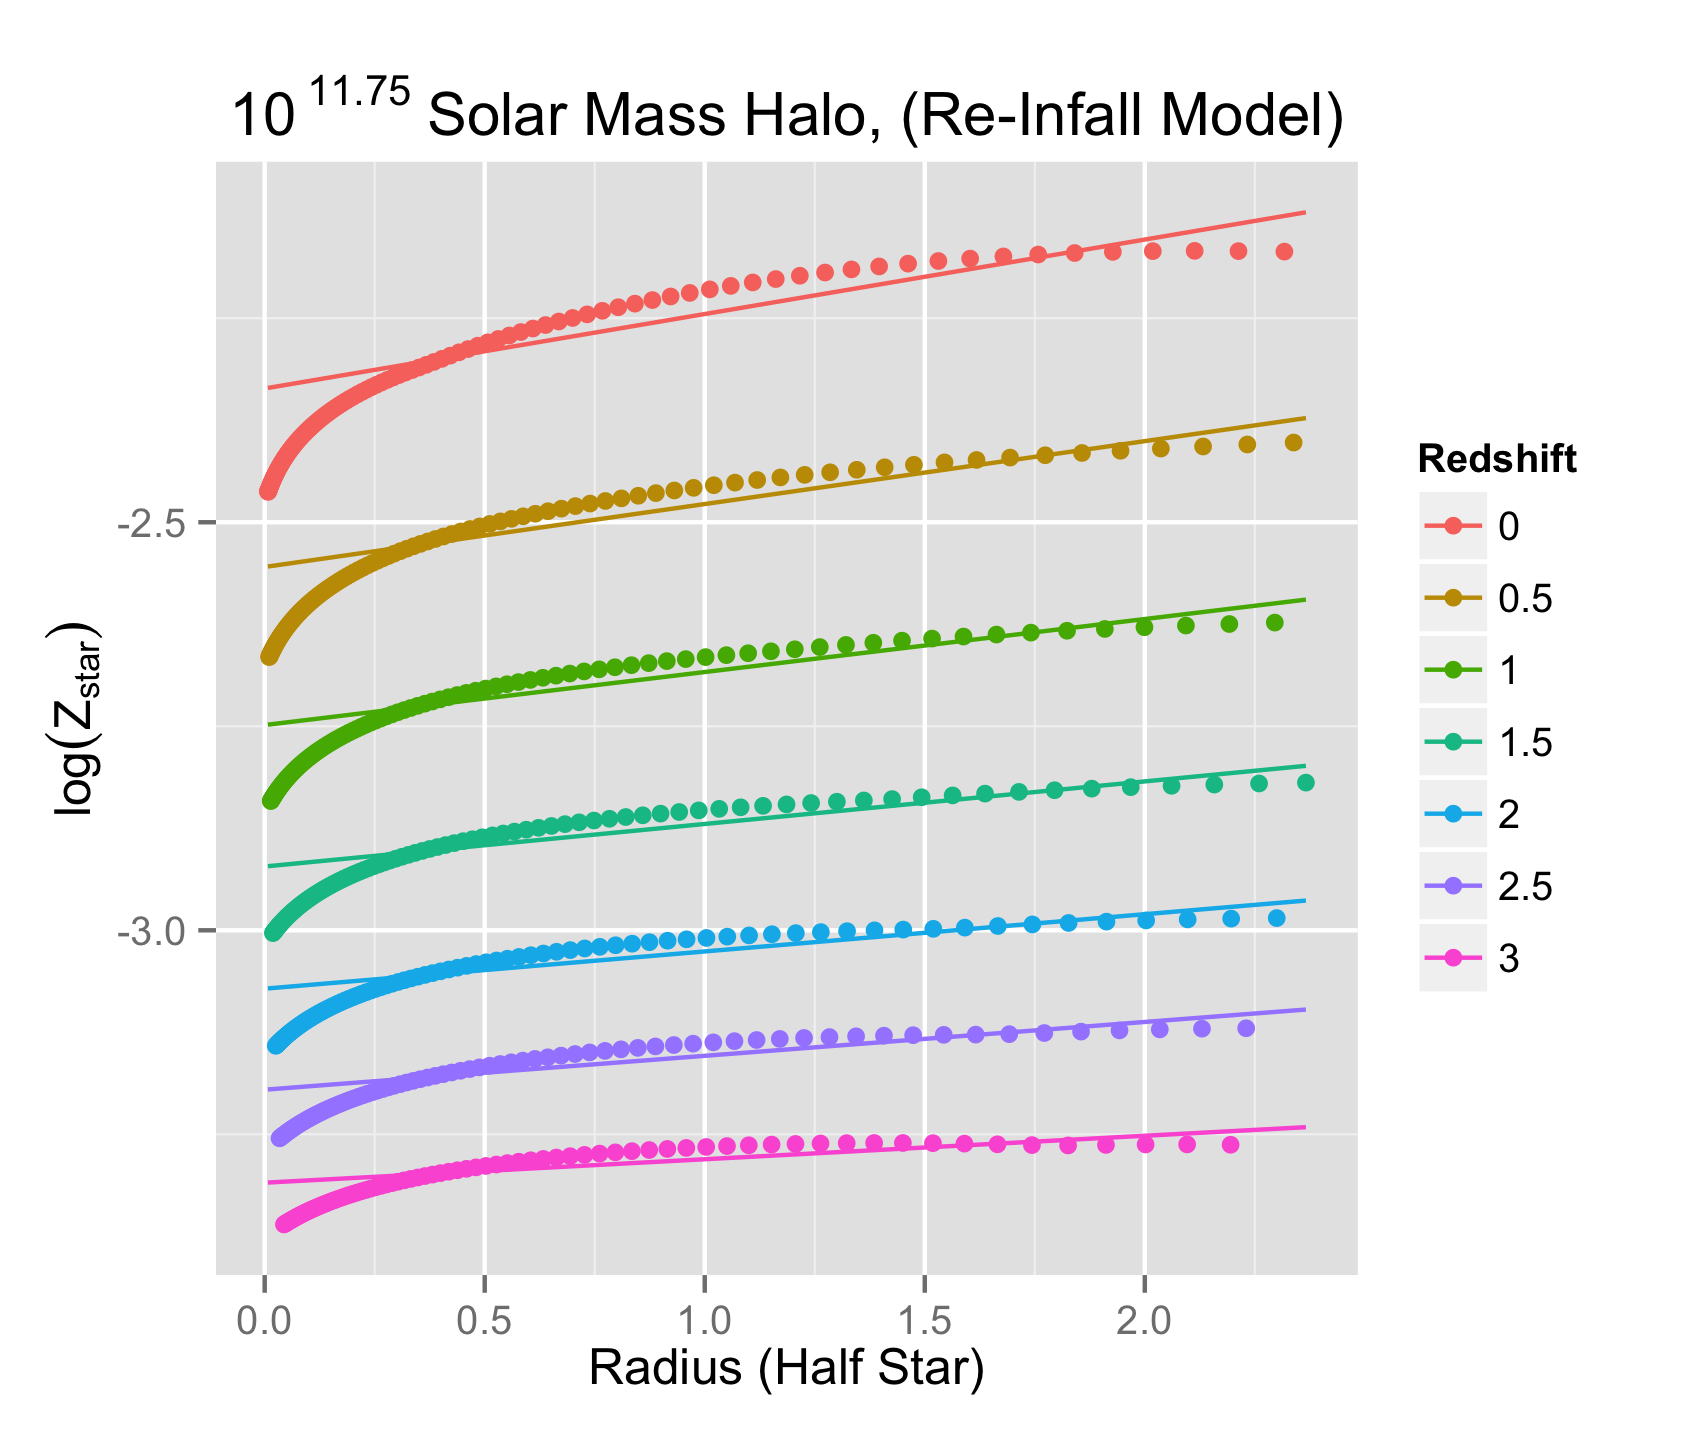 10 11.75 Solar Mass Halo, (Re-Infall Model)
log(Zstar)
-2.5
-3.0
0.0 0.5 1.0 1.5 2.0
Radius (Half Star)
Redshift
0
0.5
1
1.5
2
2.5
3